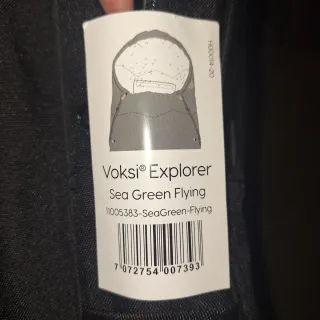 Voksi® Explorer
Sea Green Flying
11005383-SeaGreen-Flying
7 072754 007393